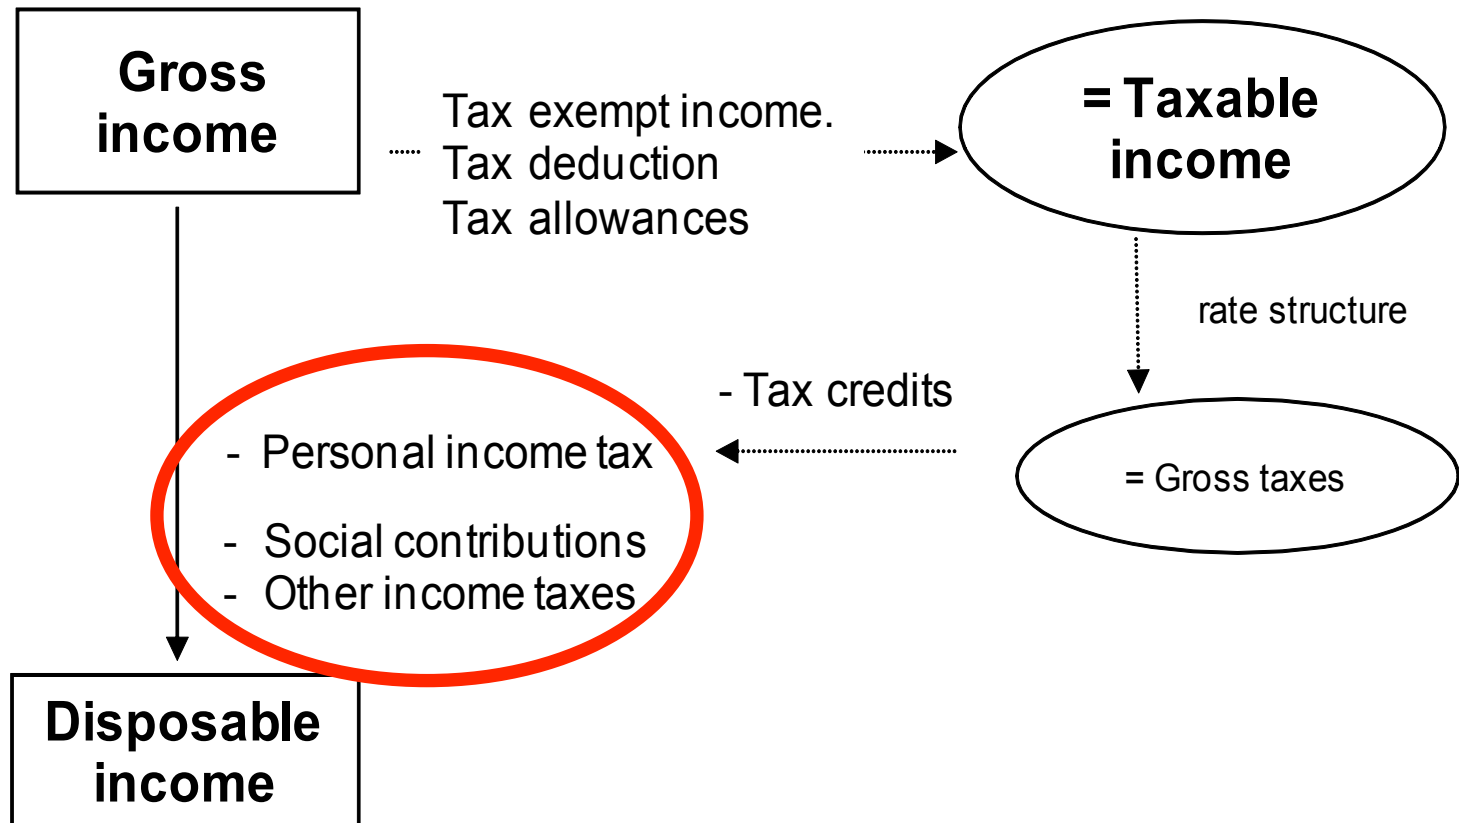 Gross
income
Tax exempt income.
Tax deduction
Tax allowances
= Taxable
income
rate structure
- Tax credits
= Gross taxes
- Personal income tax
- Social contributions
- Other income taxes
Disposable
income